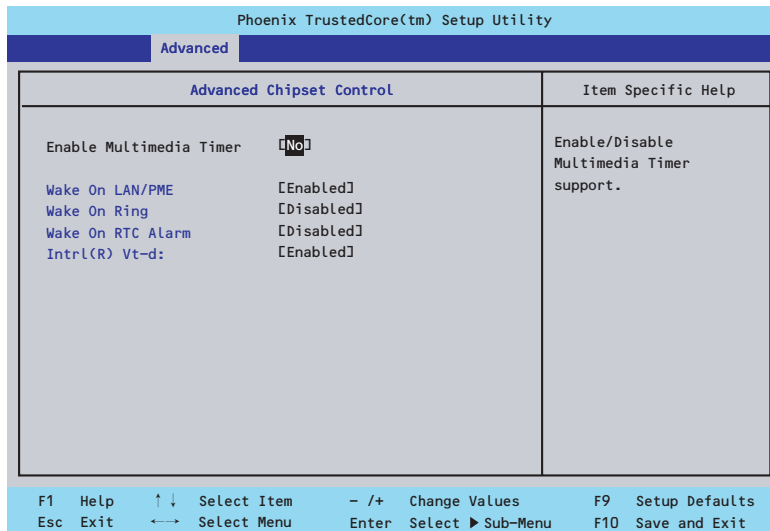 Phoenix TrustedCore(tm) Setup Utility
Advanced
Advanced Chipset Control
Item Specific Help
Enable Multimedia Timer [No]
Wake On LAN/PME [Enabled]
Wake On Ring [Disabled]
Wake On RTC Alarm [Disabled]
Intrl(R) Vt-d: [Enabled]
Enable/Disable
Multimedia Timer
support.
F1 Help ↑↓ Select Item - /+ Change Values F9 Setup Defaults
Esc Exit ←→ Select Menu Enter Select ▶ Sub-Menu F10 Save and Exit